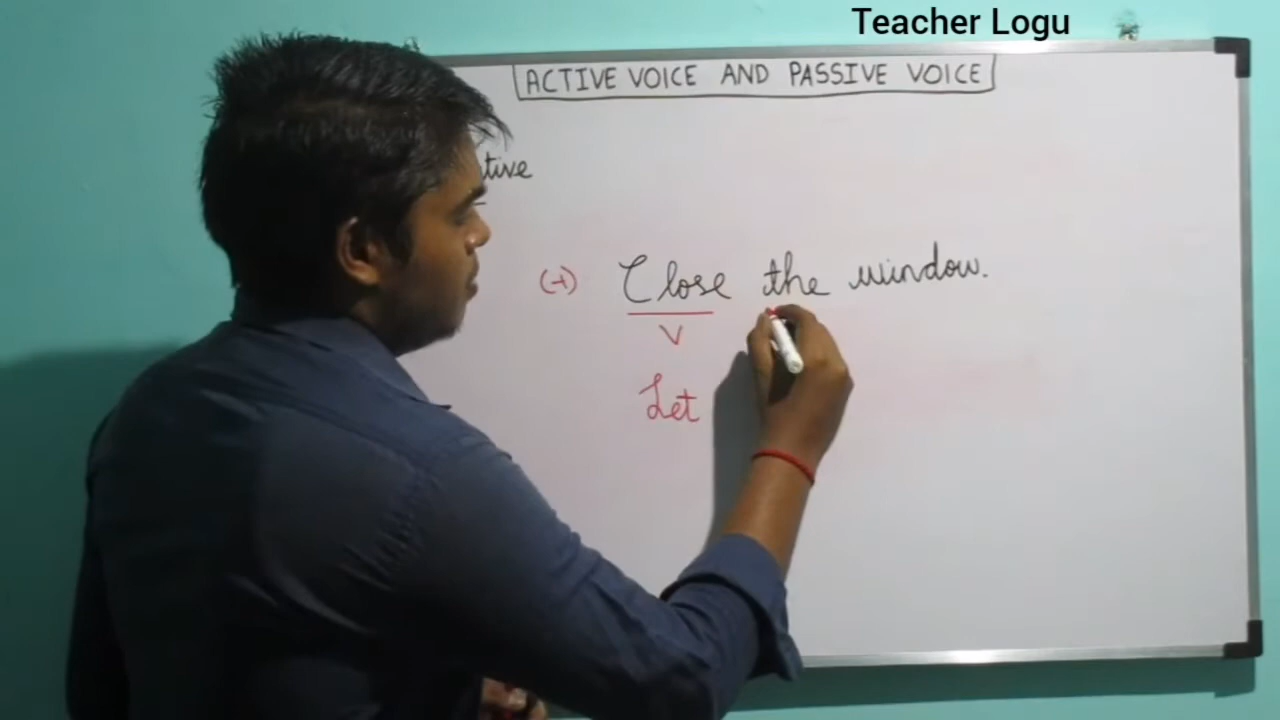 Teacher Logu
ACTIVE VOICE AND PASSIVE VOICE
tive
(+) Close the window.
V
Let